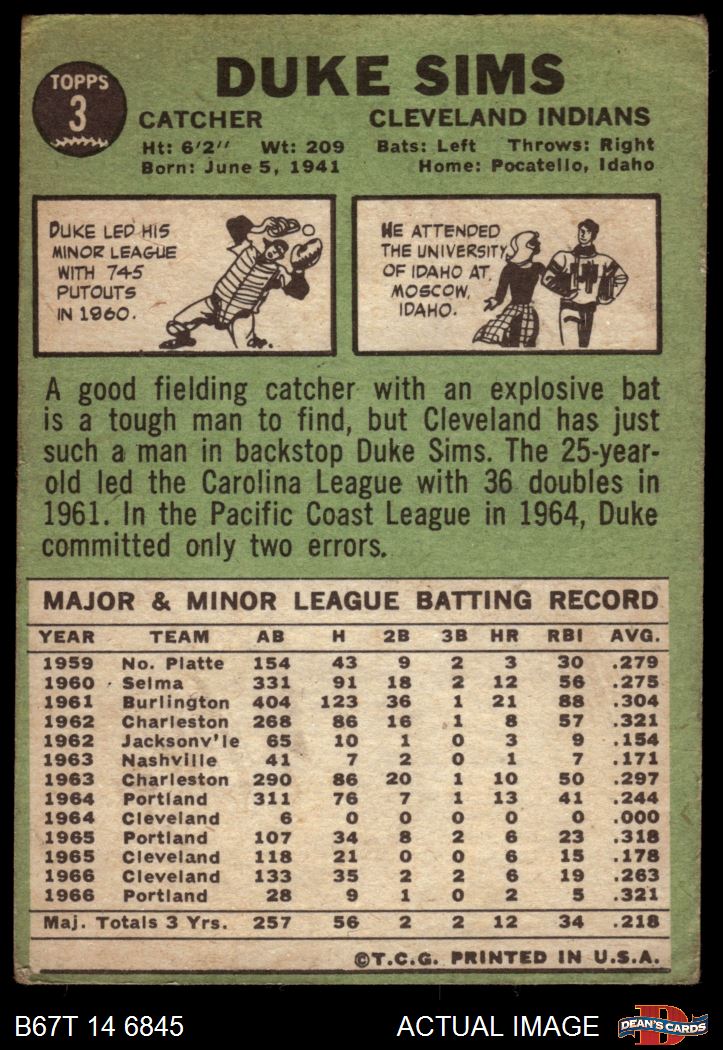 TOPPS
3
DUKE SIMS
CATCHER CLEVELAND INDIANS
Ht: 6'2" Wt: 209 Bats: Left Throws: Right
Born: June 5, 1941 Home: Pocatello, Idaho
DUKE LED HIS
MINOR LEAGUE
WITH 745
PUTOUTS
IN 1960.
HE ATTENDED
THE UNIVERSITY
OF IDAHO AT
MOSCOW,
IDAHO.
A good fielding catcher with an explosive bat
is a tough man to find, but Cleveland has just
such a man in backstop Duke Sims. The 25-year-
old led the Carolina League with 36 doubles in
1961. In the Pacific Coast League in 1964, Duke
committed only two errors.
MAJOR & MINOR LEAGUE BATTING RECORD
YEAR TEAM AB H 2B 3B HR RBI AVG.
1959 No. Platte 154 43 9 2 3 30 .279
1960 Selma 331 91 18 2 12 56 .275
1961 Burlington 404 123 36 1 21 88 .304
1962 Charleston 268 86 16 1 8 57 .321
1962 Jacksonv'le 65 10 1 0 3 9 .154
1963 Nashville 41 7 2 0 1 7 .171
1963 Charleston 290 86 20 1 10 50 .297
1964 Portland 311 76 7 1 13 41 .244
1964 Cleveland 6 0 0 0 0 0 .000
1965 Portland 107 34 8 2 6 23 .318
1965 Cleveland 118 21 0 0 6 15 .178
1966 Cleveland 133 35 2 2 6 19 .263
1966 Portland 28 9 1 0 2 5 .321
Maj. Totals 3 Yrs. 257 56 2 2 12 34 .218
©T.C.G. PRINTED IN U.S.A.
B67T 14 6845 ACTUAL IMAGE
D
DEAN'S CARDS